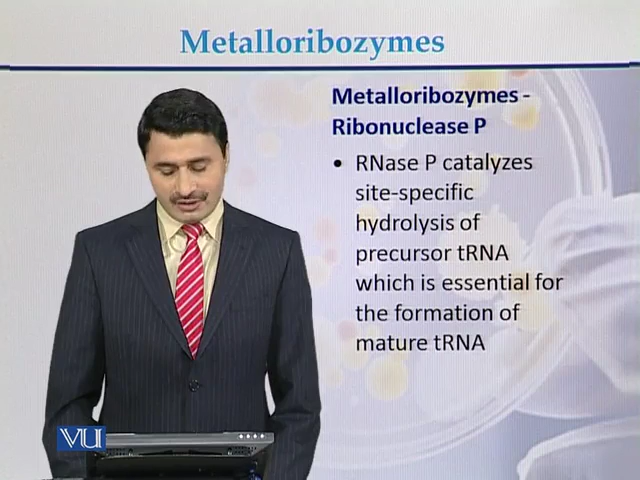 Metalloribozymes
Metalloribozymes -
Ribonuclease P
• RNase P catalyzes
site-specific
hydrolysis of
precursor tRNA
which is essential for
the formation of
mature tRNA
VU